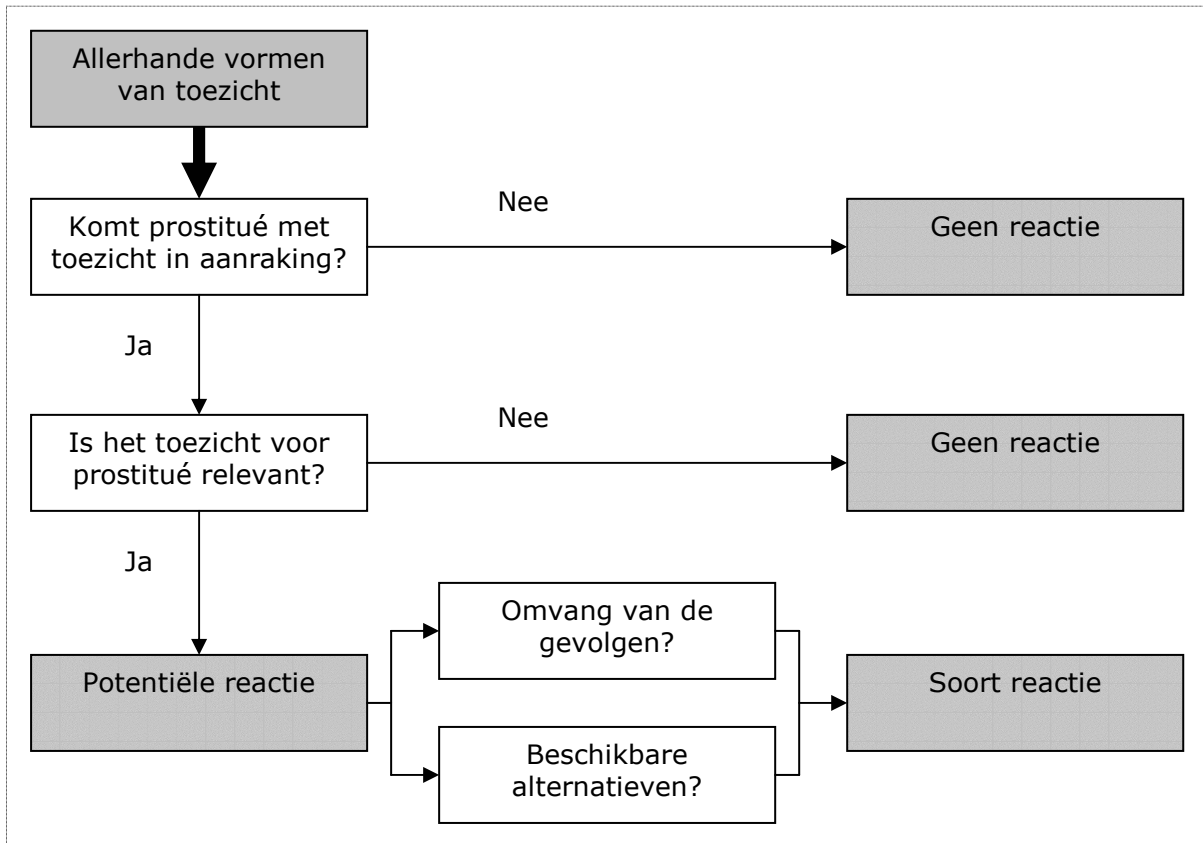 Allerhande vormen
van toezicht
Komt prostitué met
toezicht in aanraking?
Nee
Geen reactie
Ja
Is het toezicht voor
prostitué relevant?
Nee
Geen reactie
Ja
Potentiële reactie
Omvang van de
gevolgen?
Beschikbare
alternatieven?
Soort reactie